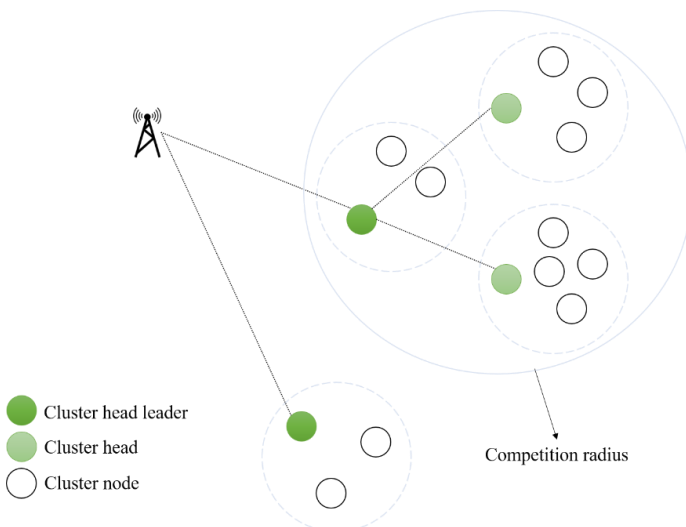 Cluster head leader
Cluster head
Cluster node
Competition radius